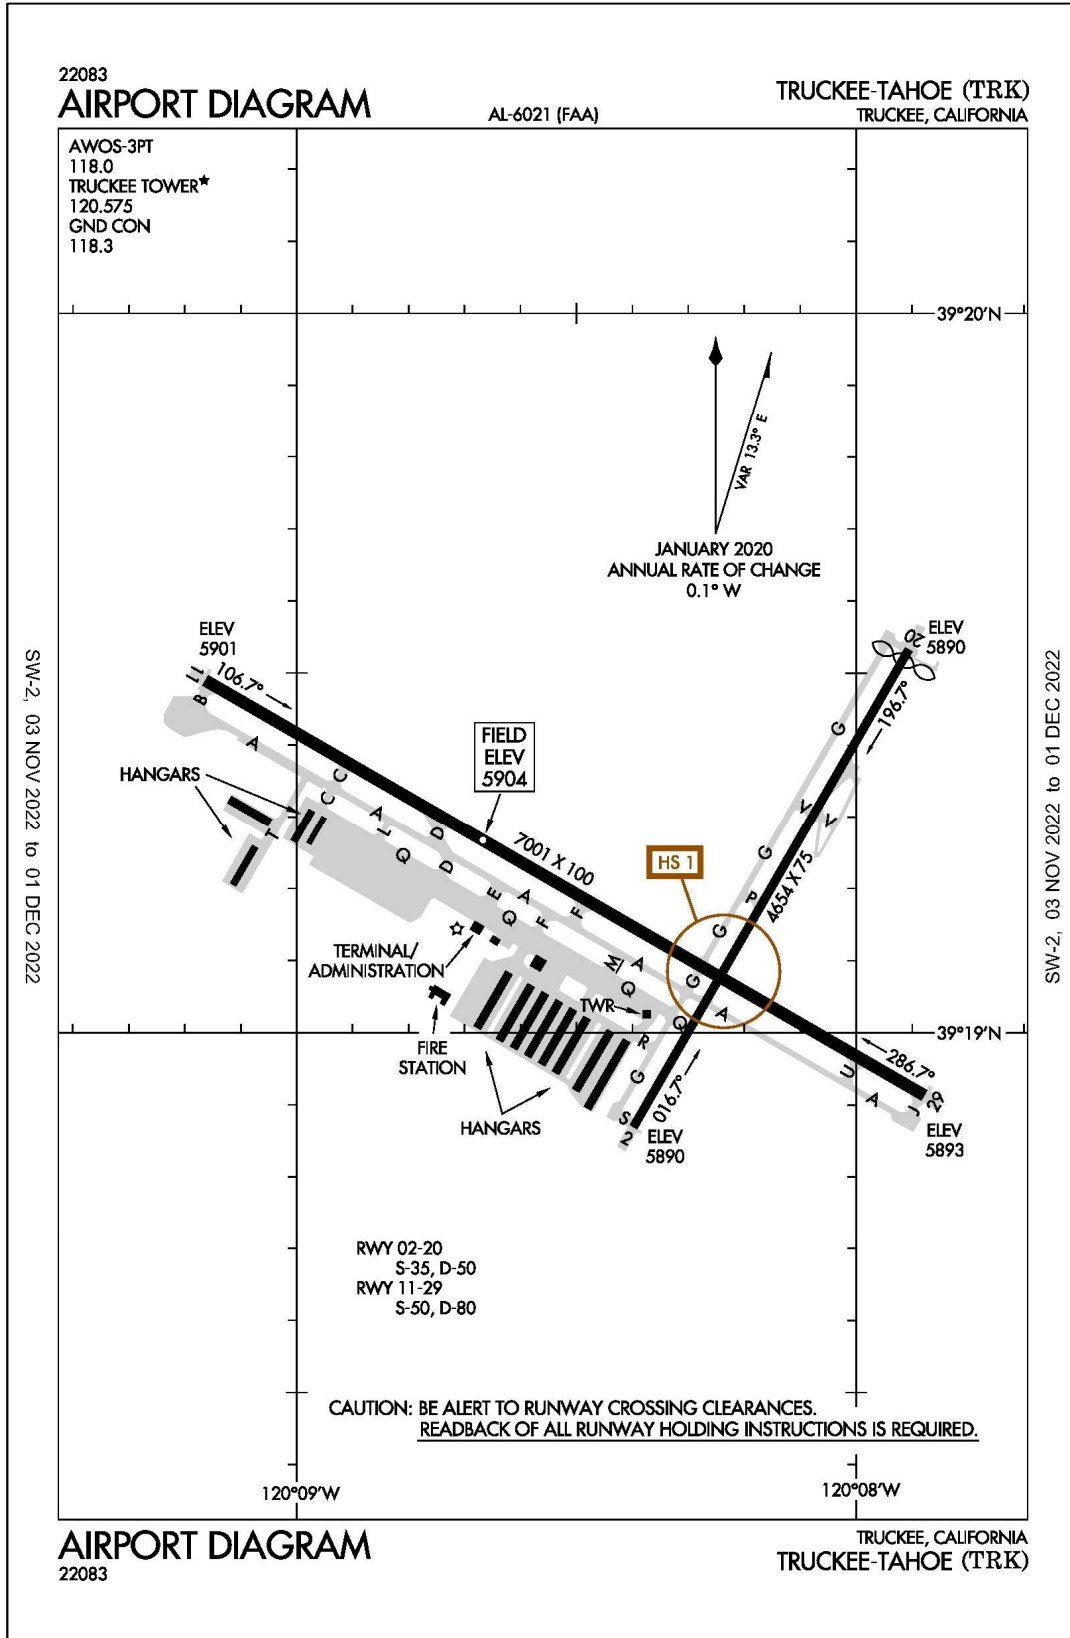 22083
AIRPORT DIAGRAM
AL-6021 (FAA)
TRUCKEE-TAHOE (TRK)
TRUCKEE, CALIFORNIA
AWOS-3PT
118.0
TRUCKEE TOWER★
120.575
GND CON
118.3
39°20'N
VAR 13.3° E
JANUARY 2020
ANNUAL RATE OF CHANGE
0.1° W
SW-2, 03 NOV 2022 to 01 DEC 2022
SW-2, 03 NOV 2022 to 01 DEC 2022
ELEV
5901
11
106.7°
B
A
20
ELEV
5890
196.7°
G
FIELD
ELEV
5904
HANGARS
C
C
A
L
Q
T
D
D
7001 X 100
V
V
G
HS 1
4654 X 75
P
G
E
Q
A
F
F
TERMINAL/
ADMINISTRATION
M
A
Q
G
TWR
Q
A
R
39°19'N
FIRE
STATION
G
016.7°
286.7°
U
A
J
29
HANGARS
S
2
ELEV
5890
ELEV
5893
RWY 02-20
S-35, D-50
RWY 11-29
S-50, D-80
CAUTION: BE ALERT TO RUNWAY CROSSING CLEARANCES.
READBACK OF ALL RUNWAY HOLDING INSTRUCTIONS IS REQUIRED.
120°09'W
120°08'W
AIRPORT DIAGRAM
22083
TRUCKEE, CALIFORNIA
TRUCKEE-TAHOE (TRK)